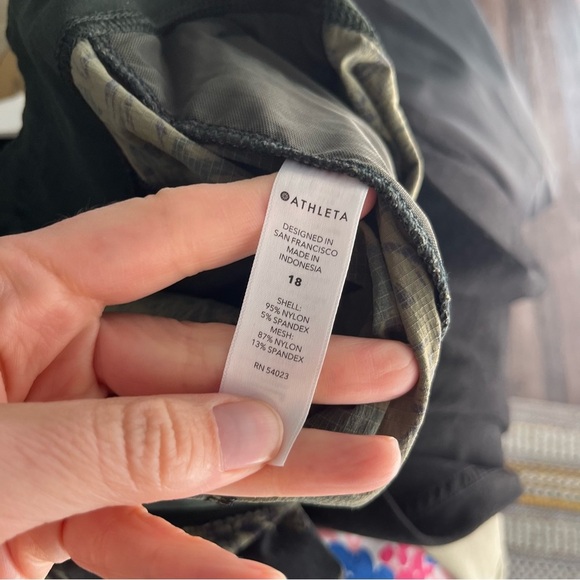 ATHLETA
DESIGNED IN
SAN FRANCISCO
MADE IN
INDONESIA
18
SHELL:
95% NYLON
5% SPANDEX
MESH:
87% NYLON
13% SPANDEX
RN 54023